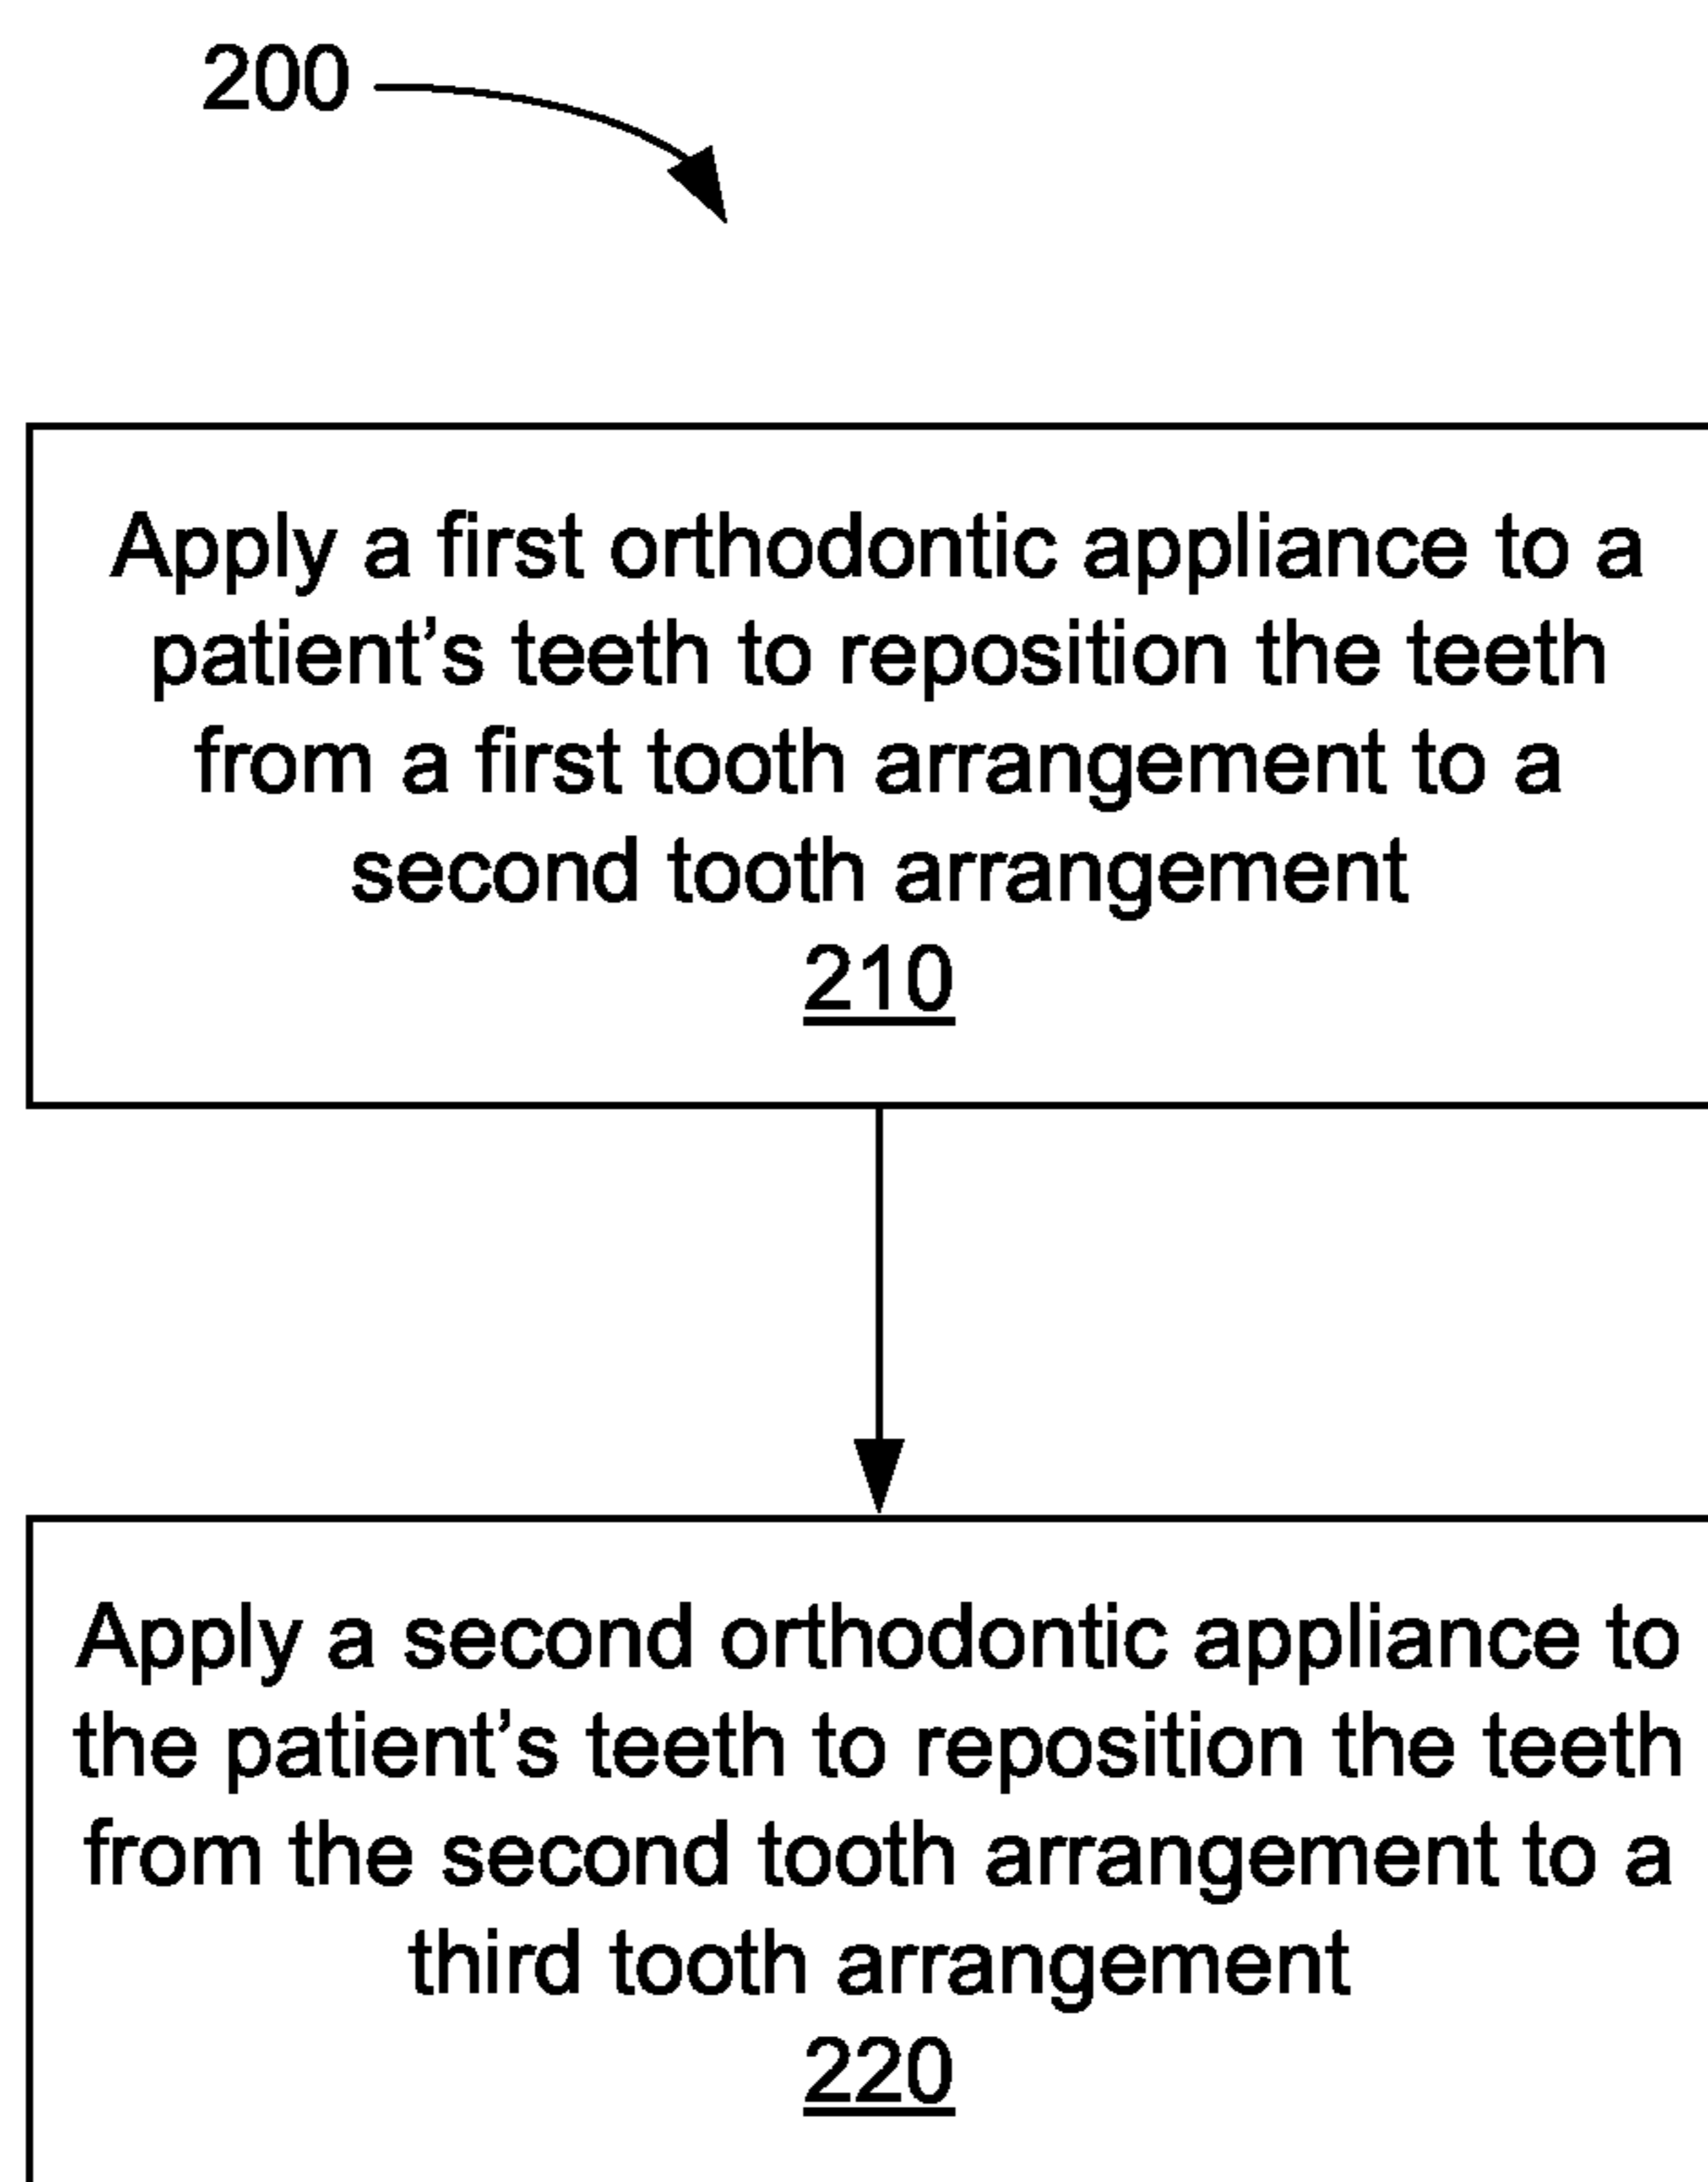 200
Apply a first orthodontic appliance to a
patient’s teeth to reposition the teeth
from a first tooth arrangement to a
second tooth arrangement
210
Apply a second orthodontic appliance to
the patient’s teeth to reposition the teeth
from the second tooth arrangement to a
third tooth arrangement
220